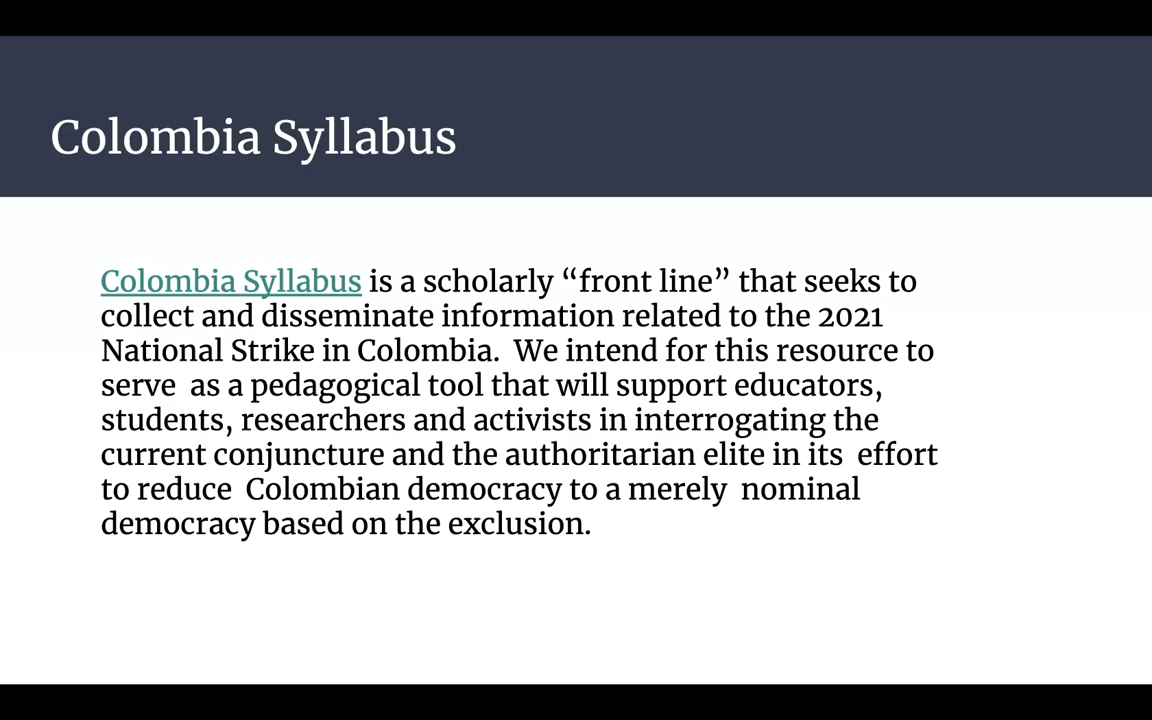 Colombia Syllabus
Colombia Syllabus is a scholarly “front line” that seeks to
collect and disseminate information related to the 2021
National Strike in Colombia.  We intend for this resource to
serve  as a pedagogical tool that will support educators,
students, researchers and activists in interrogating the
current conjuncture and the authoritarian elite in its  effort
to reduce  Colombian democracy to a merely  nominal
democracy based on the exclusion.